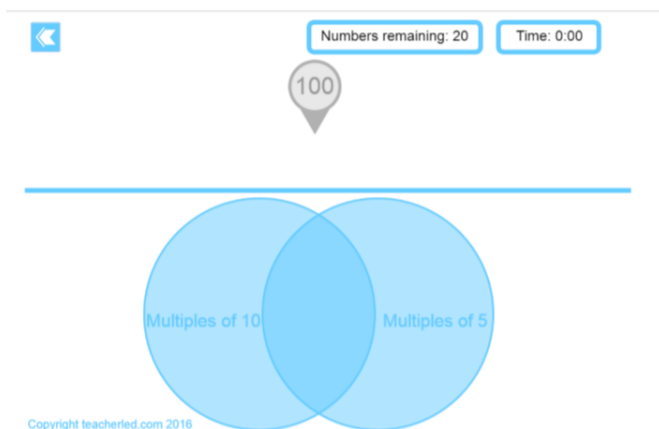 Numbers remaining: 20 Time: 0:00
100
Multiples of 10 Multiples of 5
Copyright teacherled.com 2016